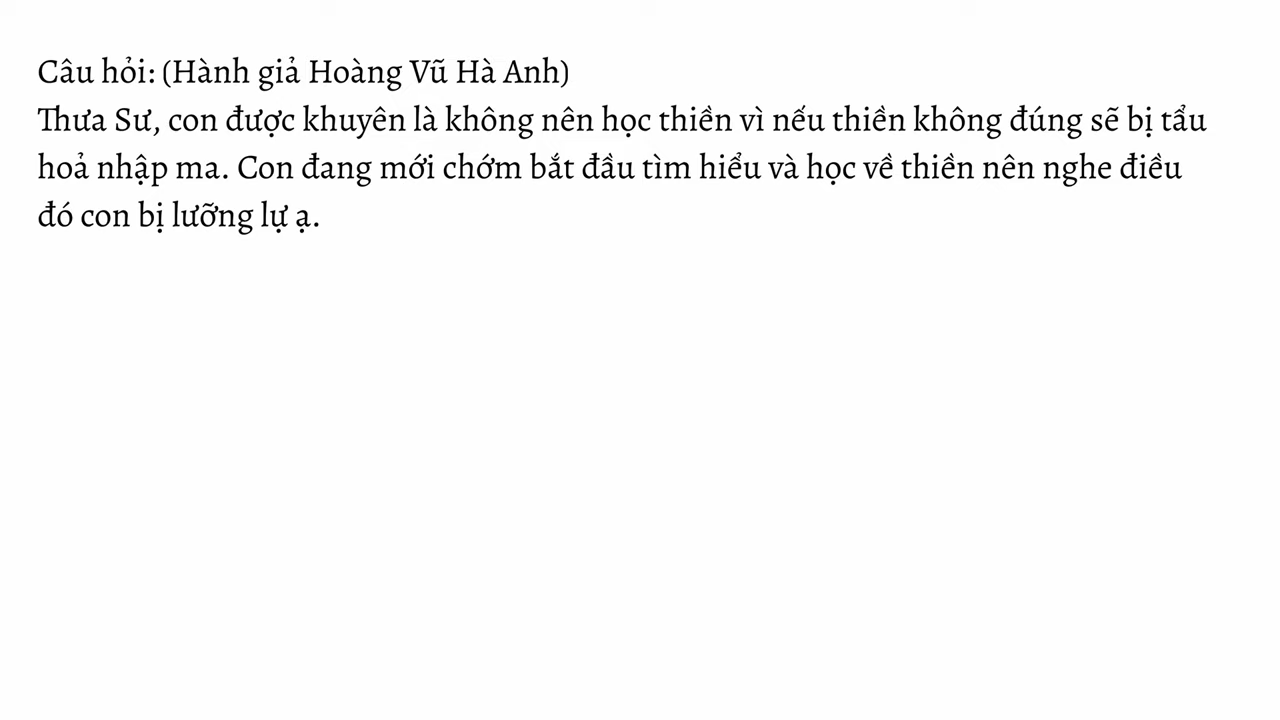 Câu hỏi: (Hành giả Hoàng Vũ Hà Anh)
Thưa Sư, con được khuyên là không nên học thiền vì nếu thiền không đúng sẽ bị tẩu
hoả nhập ma. Con đang mới chớm bắt đầu tìm hiểu và học về thiền nên nghe điều
đó con bị lưỡng lự ạ.